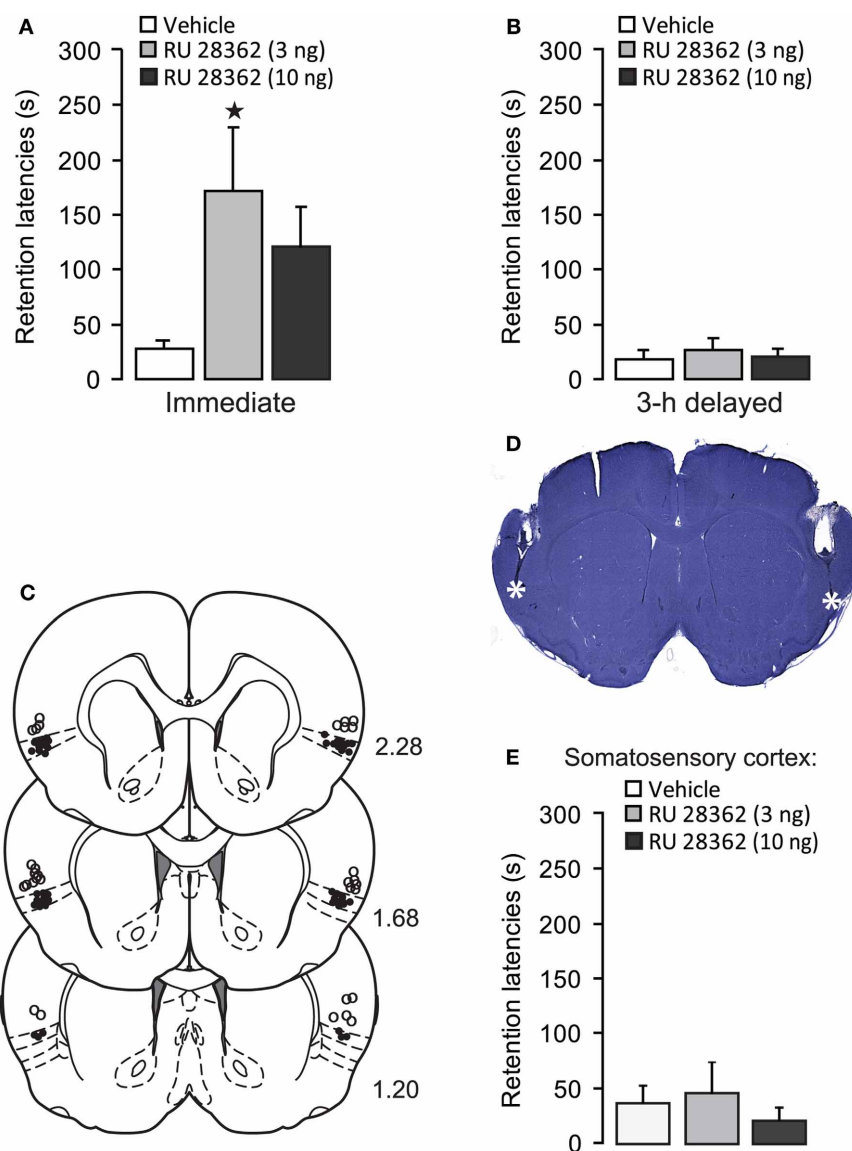 A
Vehicle
RU 28362 (3 ng)
RU 28362 (10 ng)
Retention latencies (s)
300
250
200
150
100
50
0
★
Immediate
B
Vehicle
RU 28362 (3 ng)
RU 28362 (10 ng)
Retention latencies (s)
300
250
200
150
100
50
0
3-h delayed
C
2.28
1.68
1.20
D
*
*
E
Somatosensory cortex:
Vehicle
RU 28362 (3 ng)
RU 28362 (10 ng)
Retention latencies (s)
300
250
200
150
100
50
0